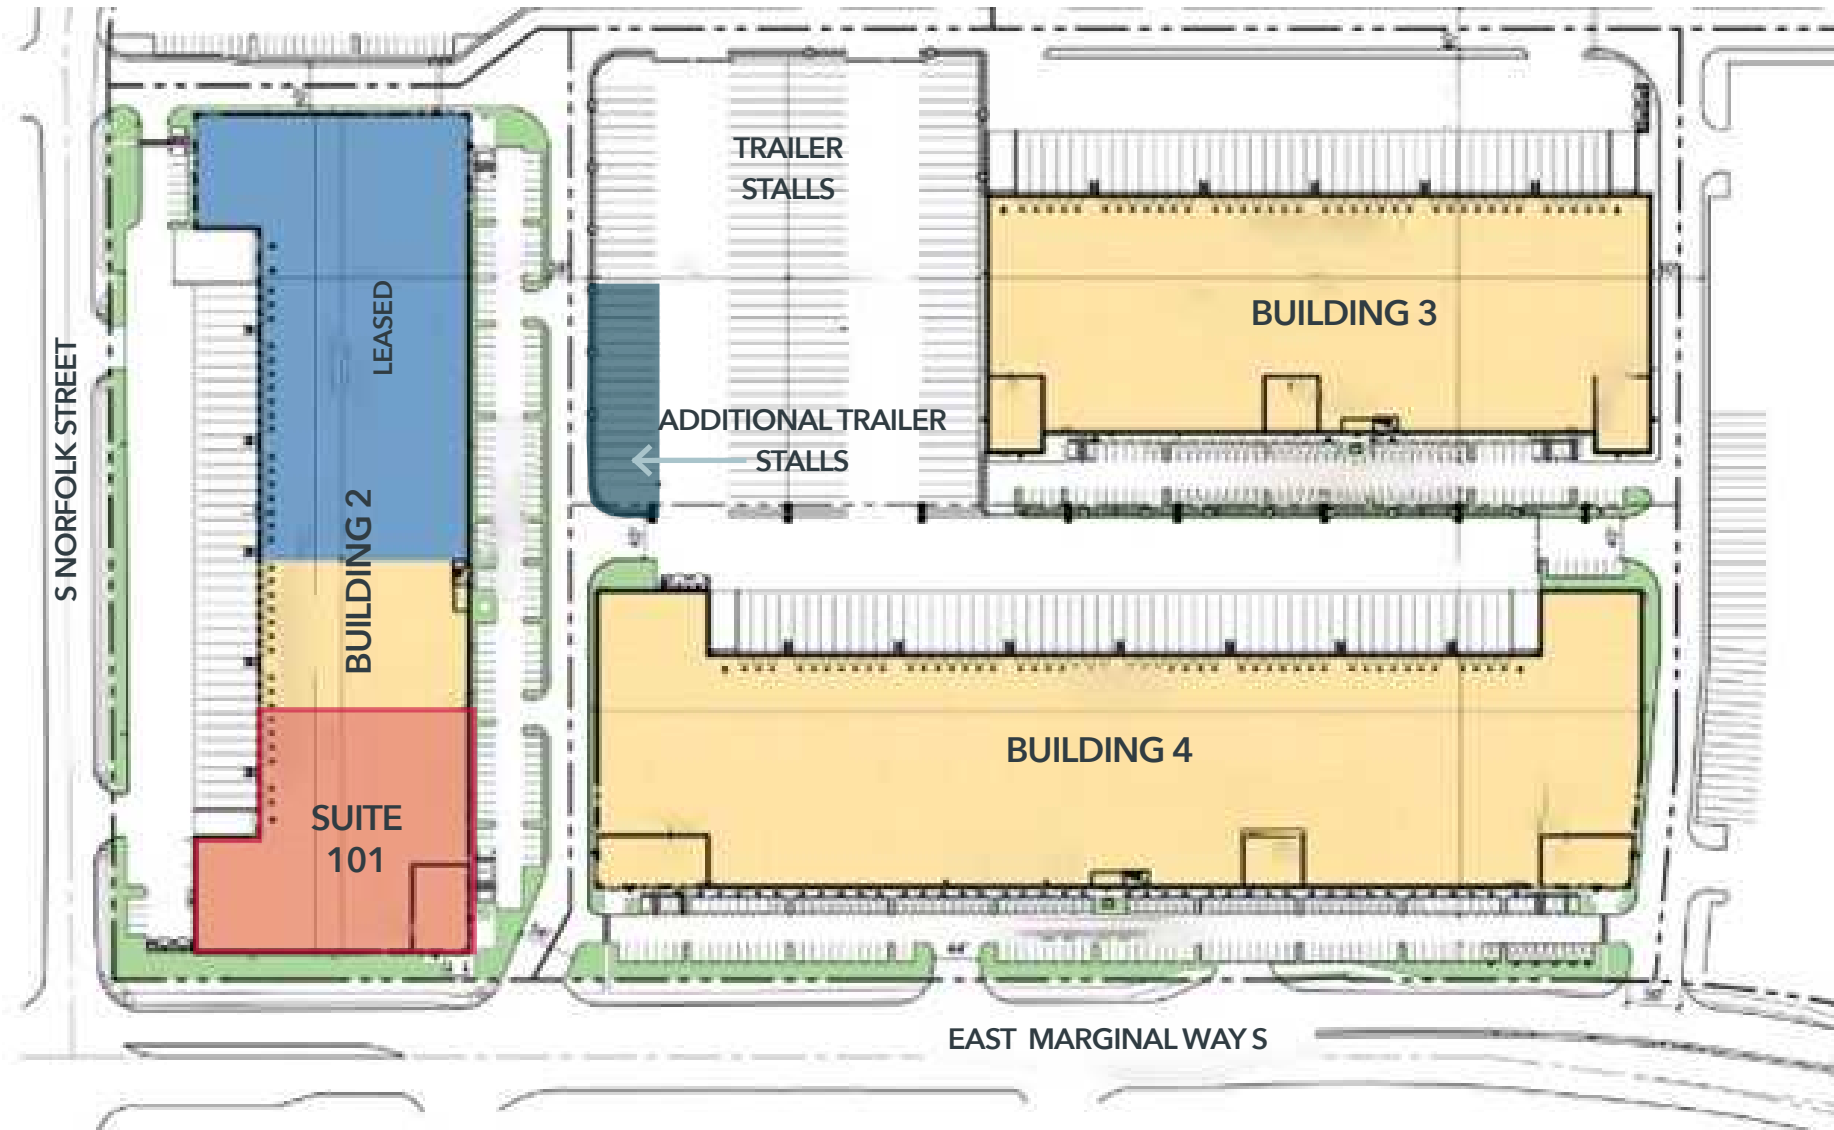 TRAILER
STALLS
BUILDING 3
LEASED
ADDITIONAL TRAILER
STALLS
S NORFOLK STREET
BUILDING 2
BUILDING 4
SUITE
101
EAST MARGINAL WAY S